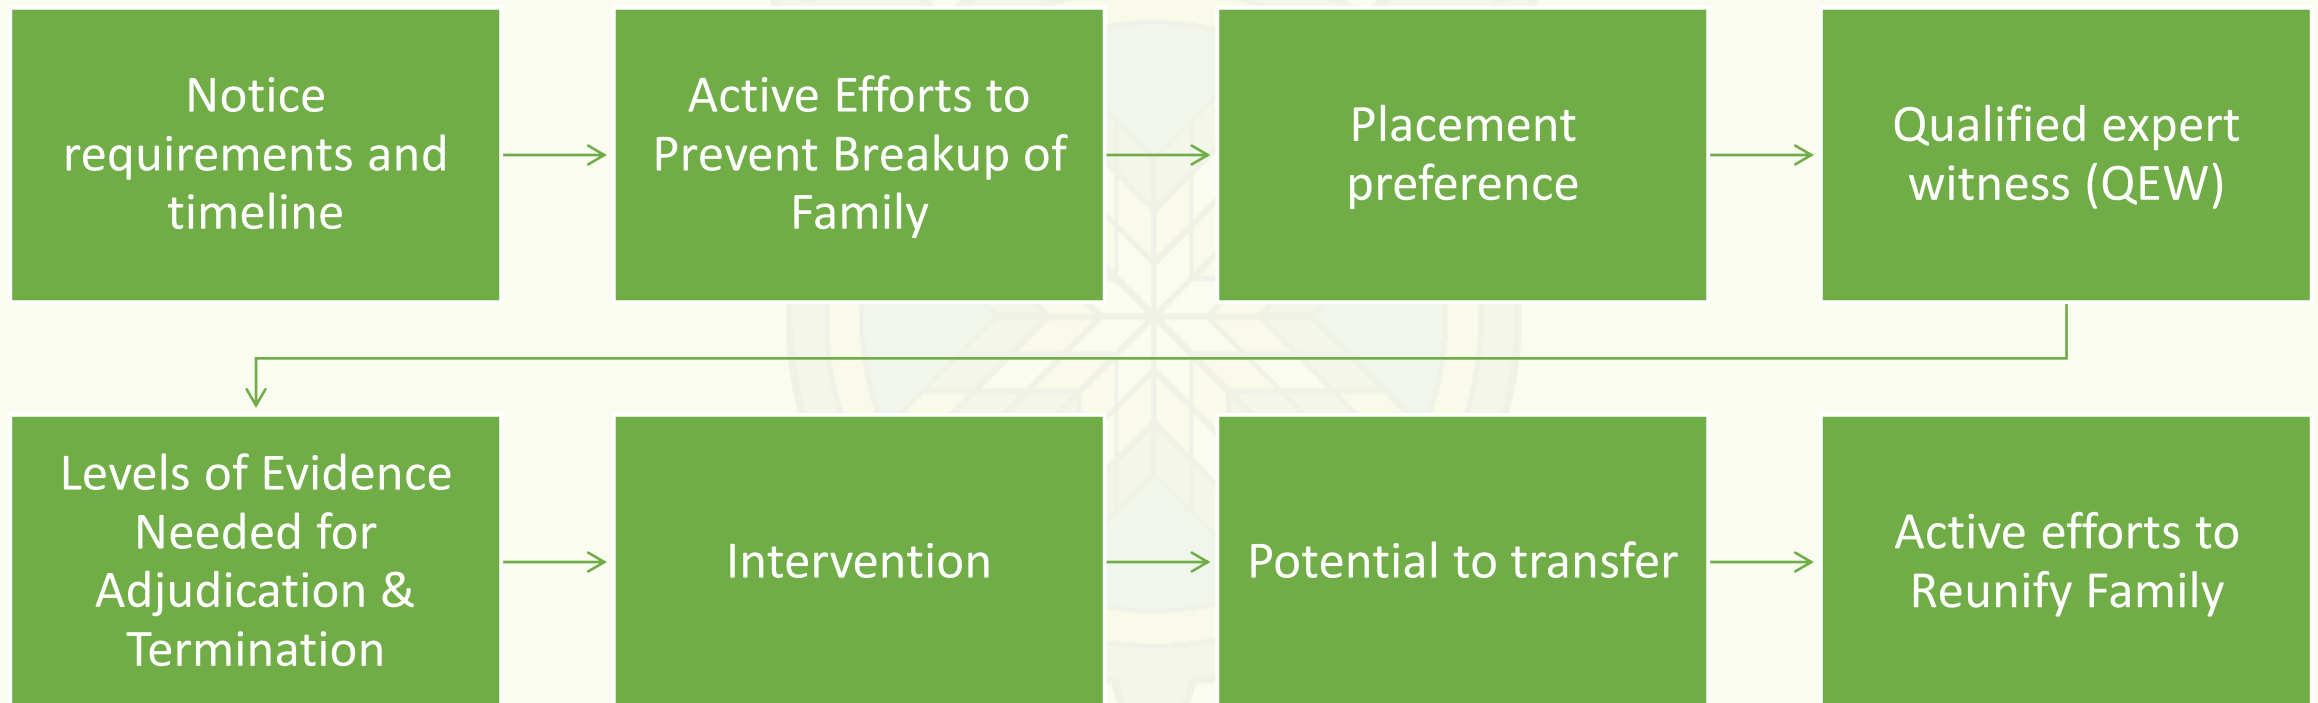 Notice
requirements and
timeline
Active Efforts to
Prevent Breakup of
Family
Placement
preference
Qualified expert
witness (QEW)
Levels of Evidence
Needed for
Adjudication &
Termination
Intervention
Potential to transfer
Active efforts to
Reunify Family